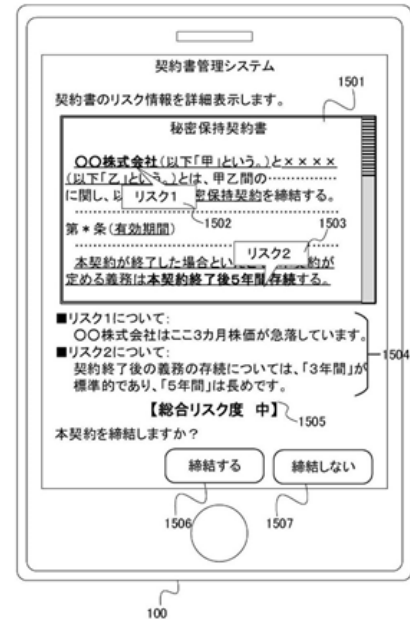 契約書管理システム
1501
契約書のリスク情報を詳細表示します。
秘密保持契約書
○○株式会社(以下「甲」という。)と××××
(以下「乙」という。)とは、甲乙間の……
に関し、以 密保持契約を締結する。
リスク1
1502
1503
第*条(有効期間)
リスク2
本契約が終了した場合とい 約が
定める義務は本契約終了後5年間存続する。
■リスク1について:
○○株式会社はここ3カ月株価が急落しています。
■リスク2について:
契約終了後の義務の存続については、「3年間」が
標準的であり、「5年間」は長めです。
1504
【総合リスク度 中】
1505
本契約を締結しますか?
締結する
締結しない
1506
1507
100